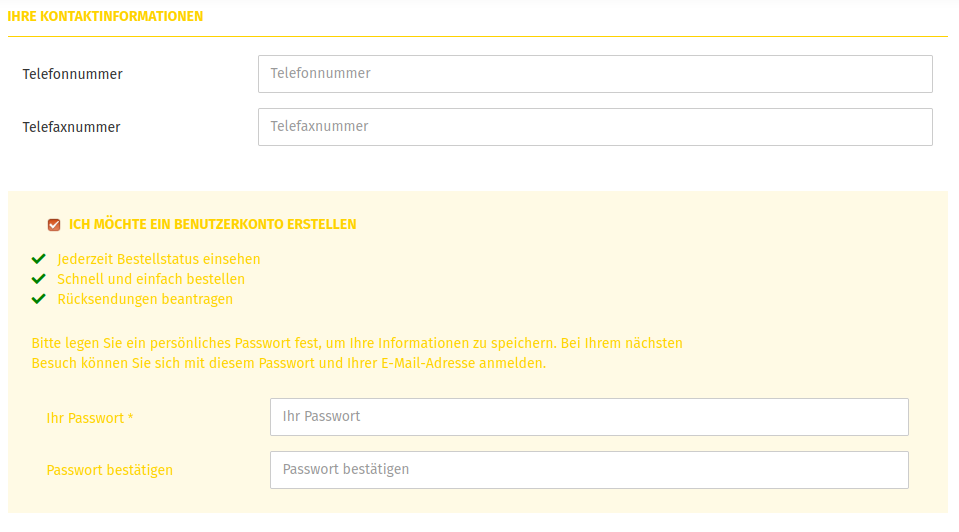 IHRE KONTAKTINFORMATIONEN
Telefonnummer Telefonnummer
Telefaxnummer Telefaxnummer
ICH MÖCHTE EIN BENUTZERKONTO ERSTELLEN
Jederzeit Bestellstatus einsehen
Schnell und einfach bestellen
Rücksendungen beantragen
Bitte legen Sie ein persönliches Passwort fest, um Ihre Informationen zu speichern. Bei Ihrem nächsten
Besuch können Sie sich mit diesem Passwort und Ihrer E-Mail-Adresse anmelden.
Ihr Passwort * Ihr Passwort
Passwort bestätigen Passwort bestätigen